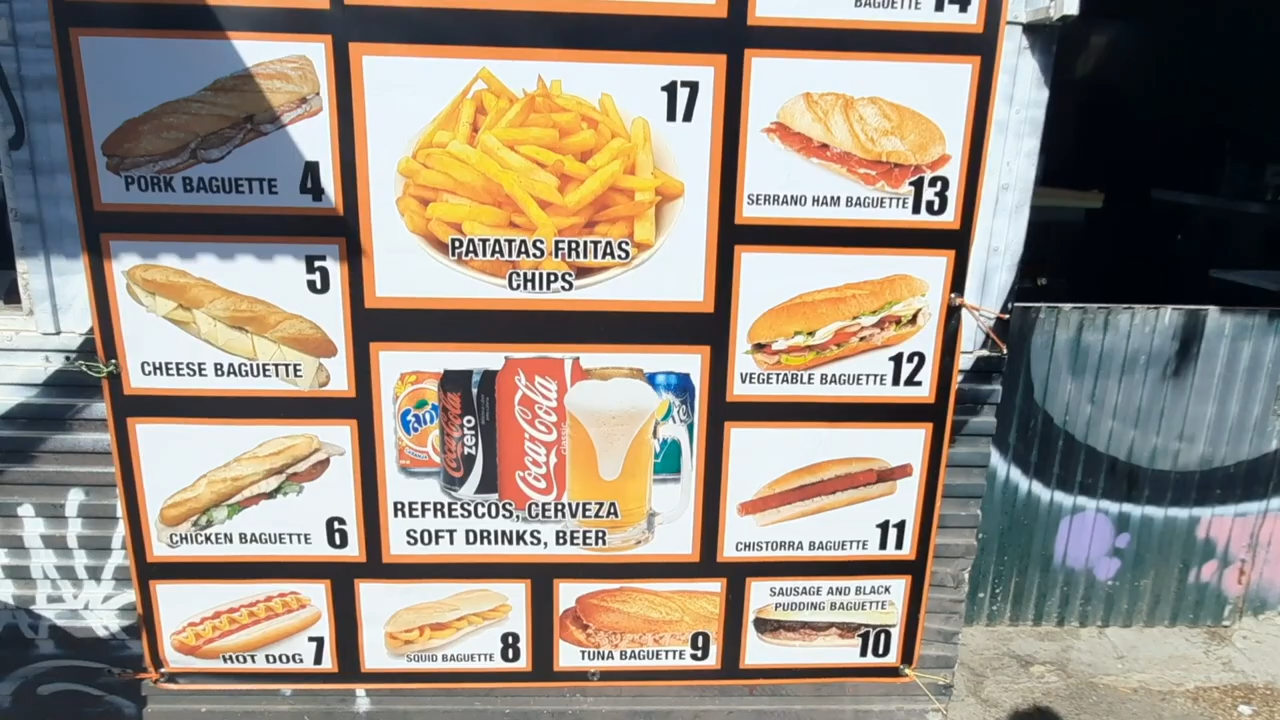 BAGUETTE 14
4
PORK BAGUETTE
17
PATATAS FRITAS
CHIPS
13
SERRANO HAM BAGUETTE
5
CHEESE BAGUETTE
12
VEGETABLE BAGUETTE
6
CHICKEN BAGUETTE
Fanta
Coca-Cola
zero
Coca-Cola
classic
REFRESCOS, CERVEZA
SOFT DRINKS, BEER
11
CHISTORRA BAGUETTE
HOT DOG 7
SQUID BAGUETTE 8
TUNA BAGUETTE 9
SAUSAGE AND BLACK
PUDDING BAGUETTE
10